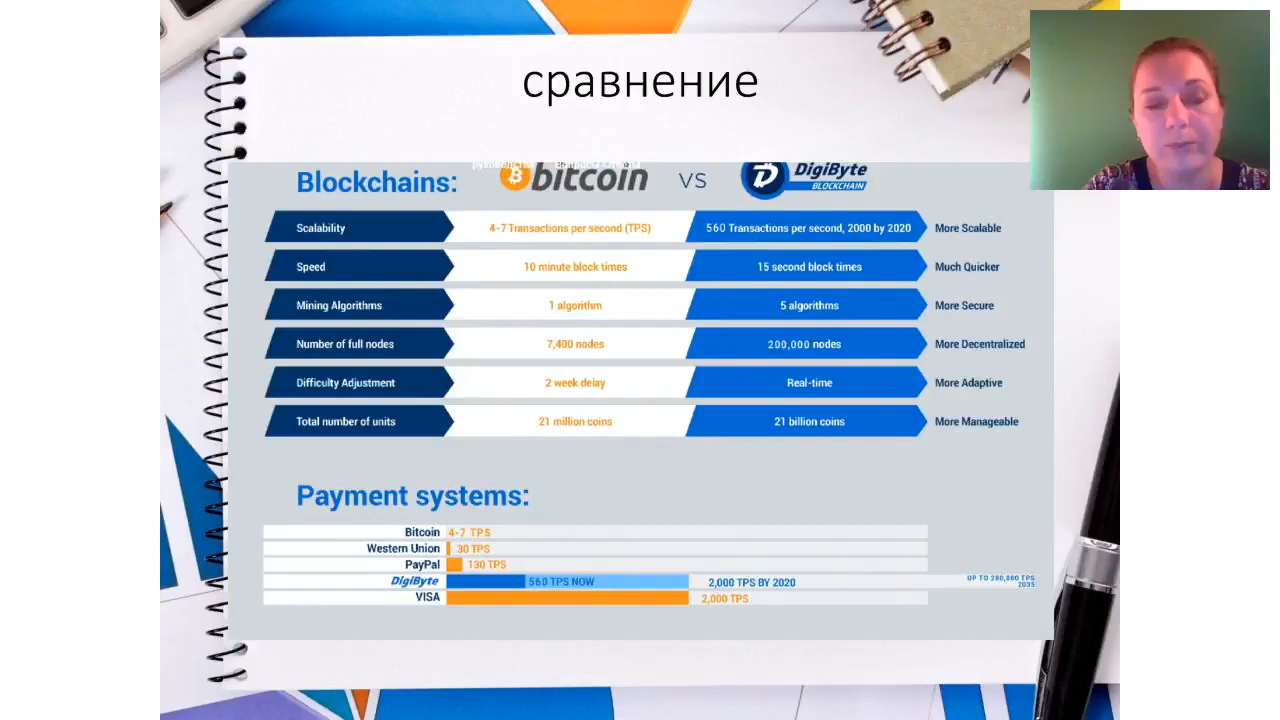 сравнение
Blockchains: bitcoin VS DigiByte
BLOCKCHAIN
Scalability 4-7 Transactions per second (TPS) 560 Transactions per second, 2000 by 2020 More Scalable
Speed 10 minute block times 15 second block times Much Quicker
Mining Algorithms 1 algorithm 5 algorithms More Secure
Number of full nodes 7,400 nodes 200,000 nodes More Decentralized
Difficulty Adjustment 2 week delay Real-time More Adaptive
Total number of units 21 million coins 21 billion coins More Manageable
Payment systems:
Bitcoin 4-7 TPS
Western Union 30 TPS
PayPal 130 TPS
DigiByte 560 TPS NOW 2,000 TPS BY 2020 UP TO 280,000 TPS
2035
VISA 2,000 TPS